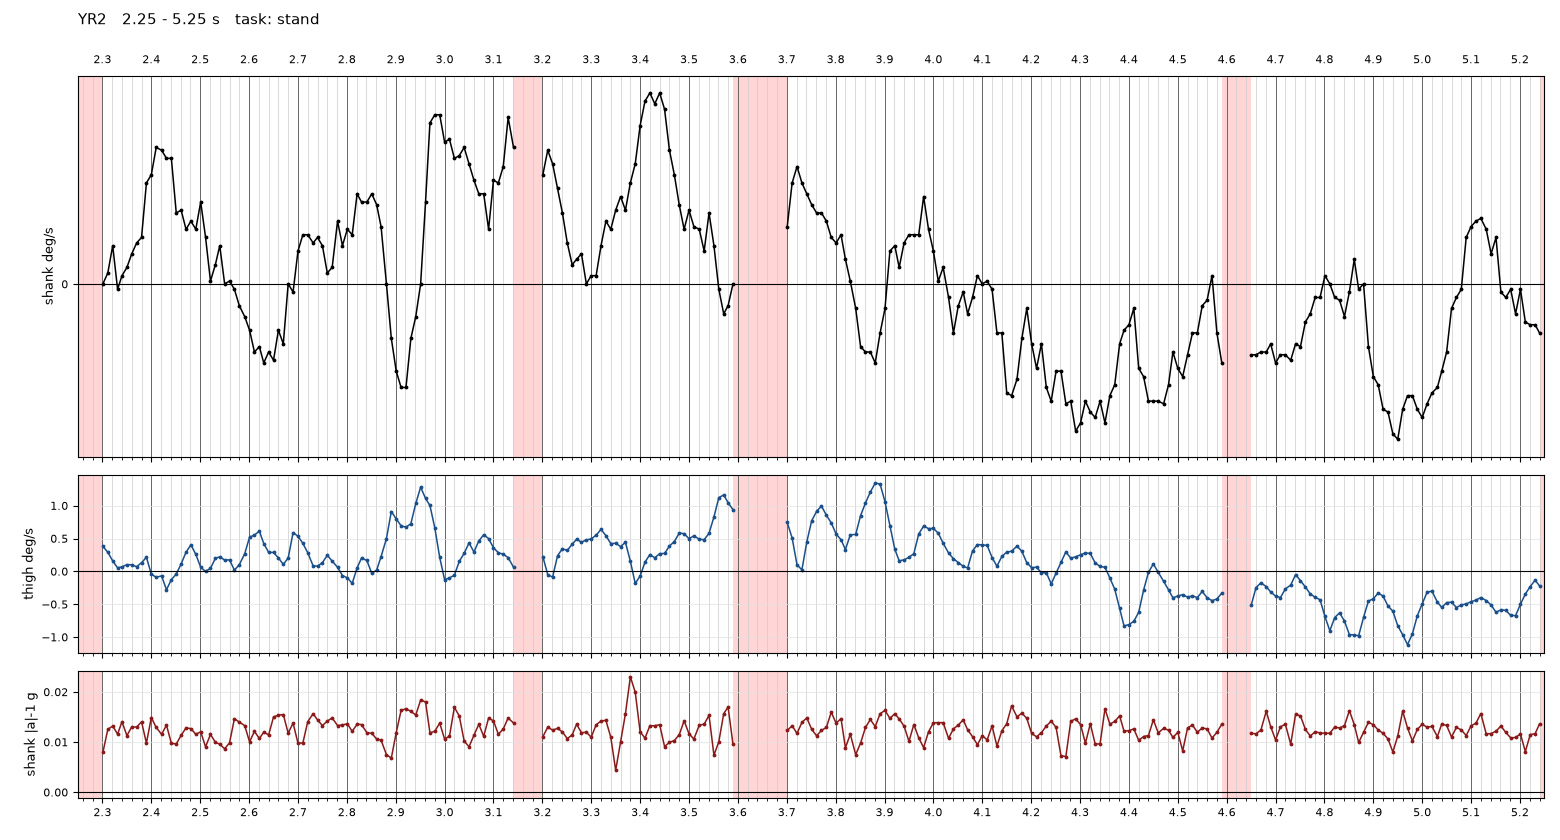 YR2   2.25 - 5.25 s   task: stand
2.3 2.4 2.5 2.6 2.7 2.8 2.9 3.0 3.1 3.2 3.3 3.4 3.5 3.6 3.7 3.8 3.9 4.0 4.1 4.2 4.3 4.4 4.5 4.6 4.7 4.8 4.9 5.0 5.1 5.2
shank deg/s
0
thigh deg/s
1.0
0.5
0.0
−0.5
−1.0
shank |a|-1 g
0.02
0.01
0.00
2.3 2.4 2.5 2.6 2.7 2.8 2.9 3.0 3.1 3.2 3.3 3.4 3.5 3.6 3.7 3.8 3.9 4.0 4.1 4.2 4.3 4.4 4.5 4.6 4.7 4.8 4.9 5.0 5.1 5.2